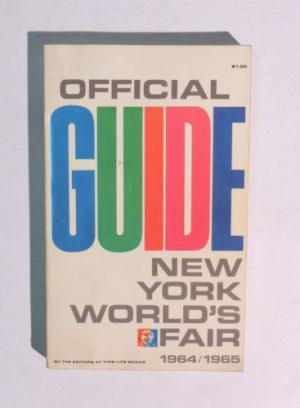 $1.00
OFFICIAL
GUIDE
NEW
YORK
WORLD'S
FAIR
1964/1965
BY THE EDITORS OF TIME-LIFE BOOKS